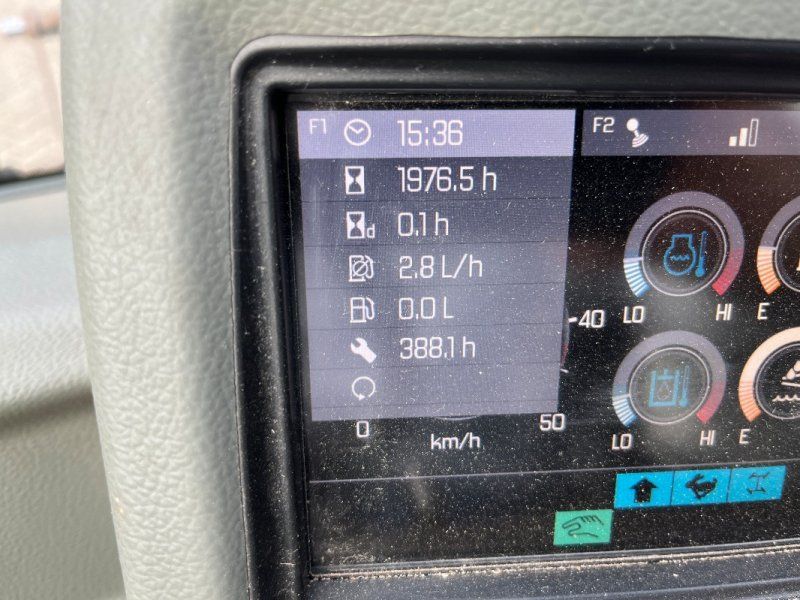 F1 15:36
F2
1976.5 h
d 0.1 h
2.8 L/h
0.0 L
388.1 h
40
LO HI E
0 km/h 50
LO HI E